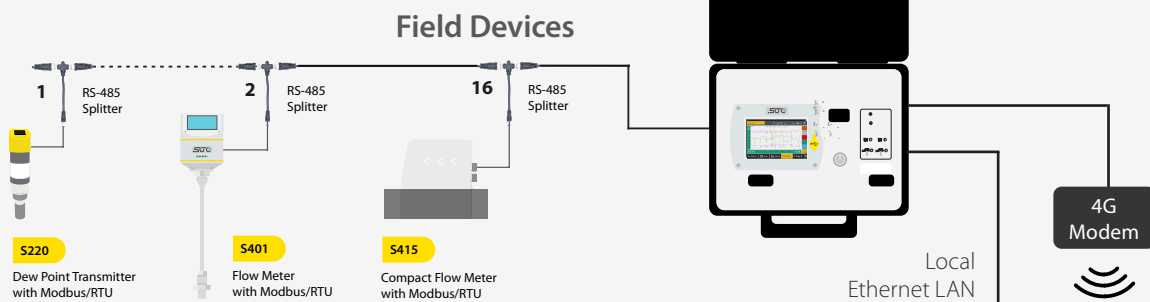 Field Devices
1
RS-485
Splitter
2
RS-485
Splitter
16
RS-485
Splitter
SUTO
SUTO
S220
Dew Point Transmitter
with Modbus/RTU
S401
Flow Meter
with Modbus/RTU
S415
Compact Flow Meter
with Modbus/RTU
4G
Modem
Local
Ethernet LAN